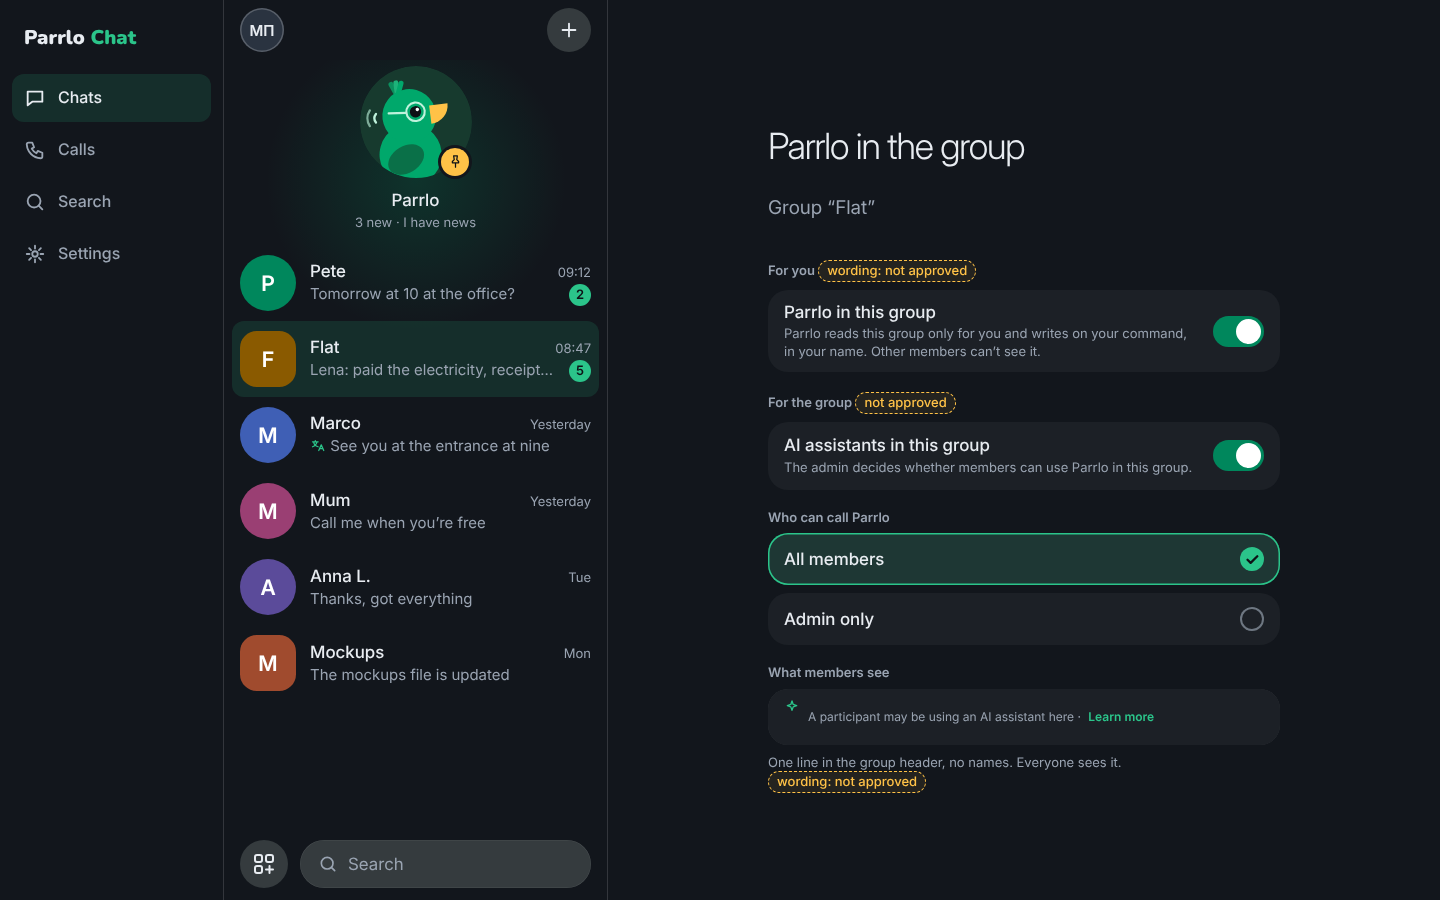 Parrlo Chat
Chats
Calls
Search
Settings
МП
Parrlo
3 new · I have news
P
Pete
09:12
Tomorrow at 10 at the office?
2
F
Flat
08:47
Lena: paid the electricity, receipt...
5
M
Marco
Yesterday
See you at the entrance at nine
M
Mum
Yesterday
Call me when you’re free
A
Anna L.
Tue
Thanks, got everything
M
Mockups
Mon
The mockups file is updated
Search
Parrlo in the group
Group “Flat”
For you wording: not approved
Parrlo in this group
Parrlo reads this group only for you and writes on your command,
in your name. Other members can’t see it.
For the group not approved
AI assistants in this group
The admin decides whether members can use Parrlo in this group.
Who can call Parrlo
All members
Admin only
What members see
A participant may be using an AI assistant here · Learn more
One line in the group header, no names. Everyone sees it.
wording: not approved